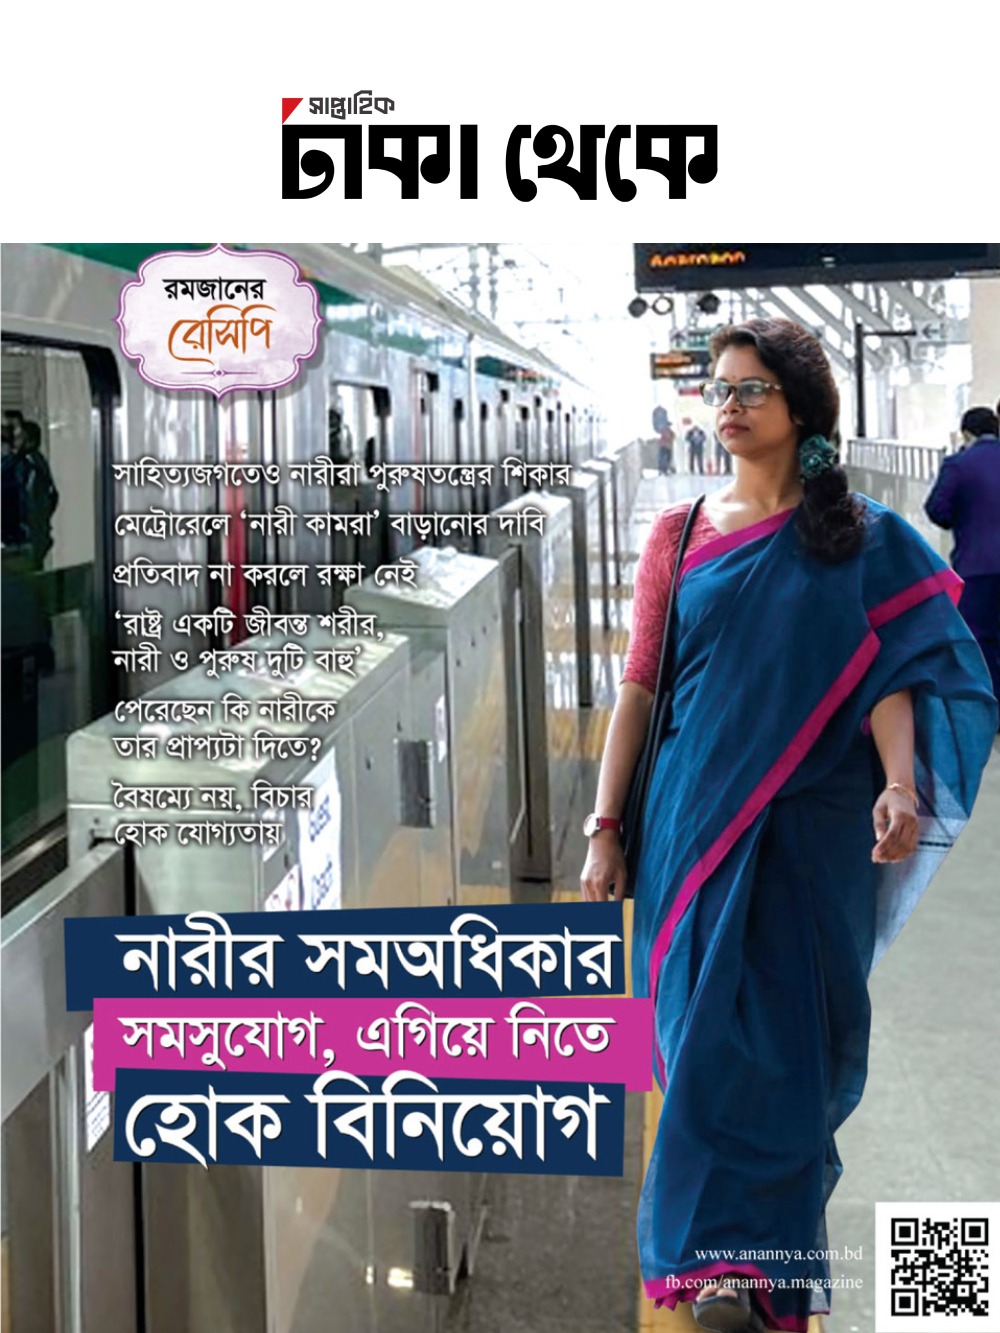 সাপ্তাহিক
ঢাকা থেকে
রমজানের
রেসিপি
সাহিত্যজগতেও নারীরা পুরুষতন্ত্রের শিকার
মেট্রোরেলে ‘নারী কামরা’ বাড়ানোর দাবি
প্রতিবাদ না করলে রক্ষা নেই
‘রাষ্ট্র একটি জীবন্ত শরীর,
নারী ও পুরুষ দুটি বাহু’
পেরেছেন কি নারীকে
তার প্রাপ্যটা দিতে?
বৈষম্যে নয়, বিচার
হোক যোগ্যতায়
নারীর সমঅধিকার
সমসুযোগ, এগিয়ে নিতে
হোক বিনিয়োগ
www.anannya.com.bd
fb.com/anannya.magazine